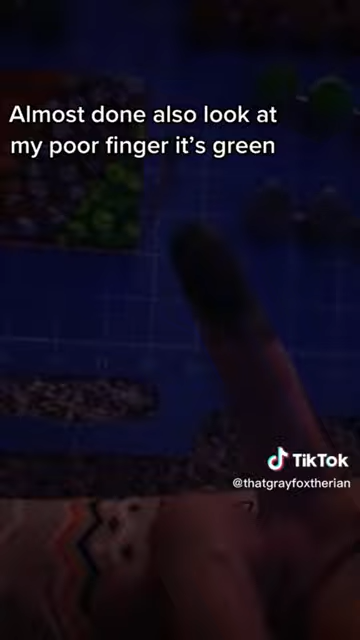 Almost done also look at
my poor finger it's green
TikTok
@thatgrayfoxtherian